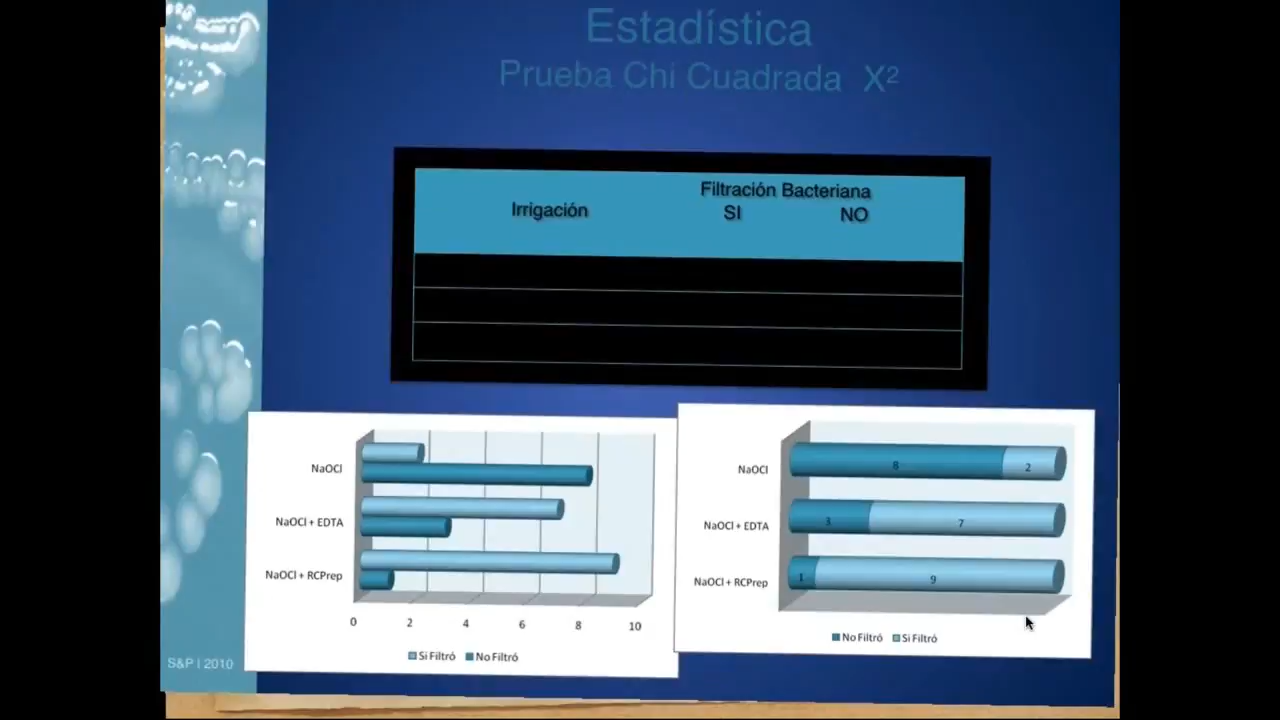 Estadística
Prueba Chi Cuadrada X²
Filtración Bacteriana
Irrigación SI NO
NaOCl
NaOCl + EDTA
NaOCl + RCPrep
0 2 4 6 8 10
Si Filtró No Filtró
NaOCl 8 2
NaOCl + EDTA 3 7
NaOCl + RCPrep 1 9
No Filtró Si Filtró
S&P | 2010